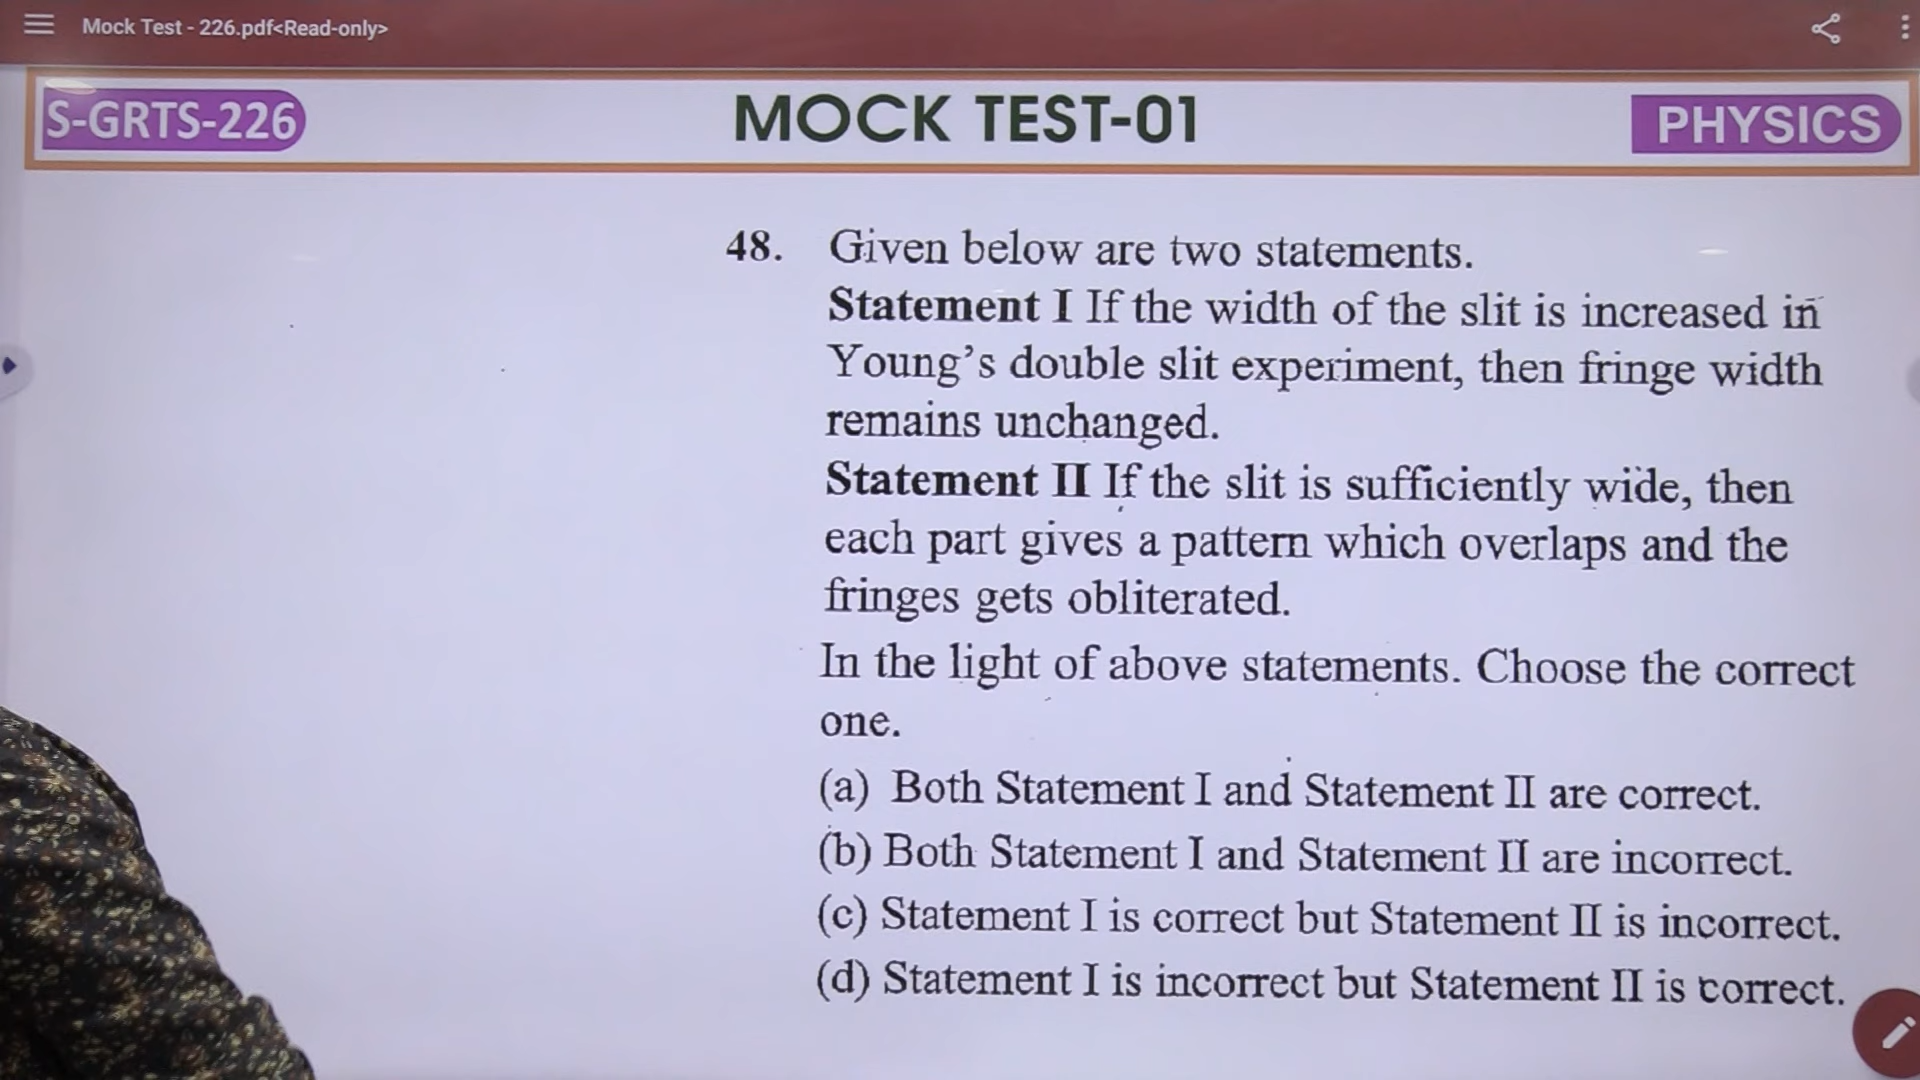 Mock Test - 226.pdf<Read-only>
S-GRTS-226
MOCK TEST-01
PHYSICS
48. Given below are two statements.
Statement I If the width of the slit is increased in
Young's double slit experiment, then fringe width
remains unchanged.
Statement II If the slit is sufficiently wide, then
each part gives a pattern which overlaps and the
fringes gets obliterated.
In the light of above statements. Choose the correct
one.
(a) Both Statement I and Statement II are correct.
(b) Both Statement I and Statement II are incorrect.
(c) Statement I is correct but Statement II is incorrect.
(d) Statement I is incorrect but Statement II is correct.